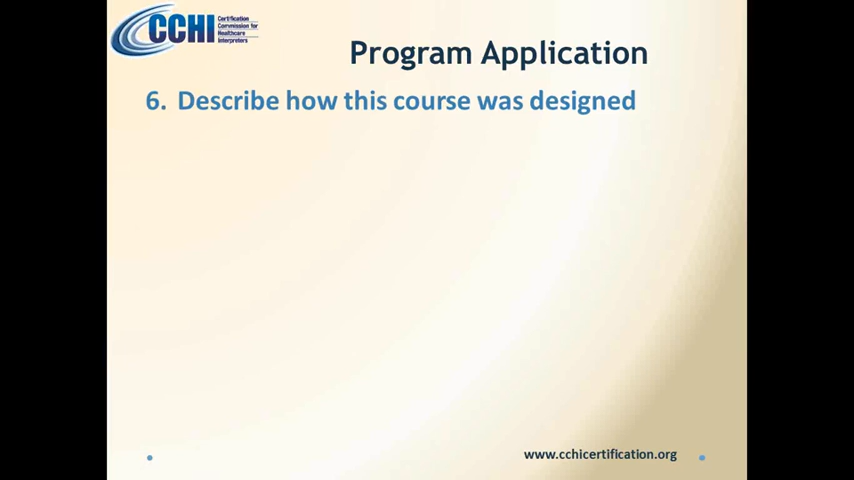 CCHI
Certification
Commission for
Healthcare
Interpreters
Program Application
6. Describe how this course was designed
www.cchicertification.org